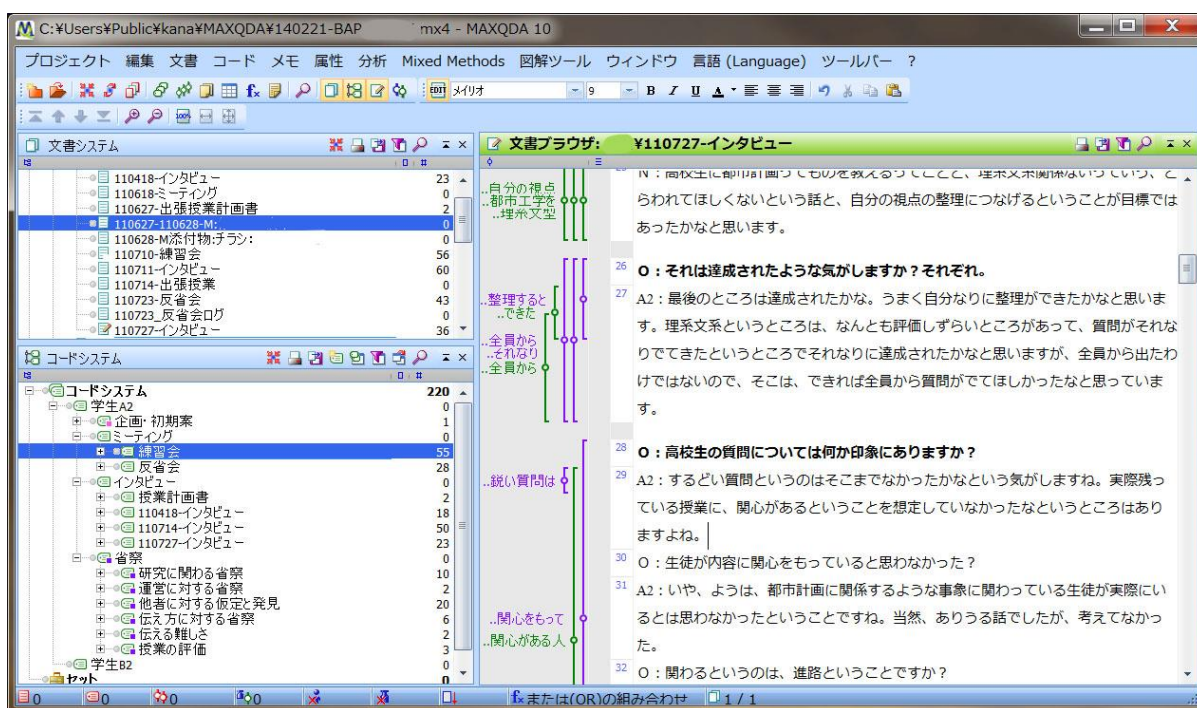 C:¥Users¥Public¥kana¥MAXQDA¥140221-BAP mx4 - MAXQDA 10
プロジェクト 編集 文書 コード メモ 属性 分析 Mixed Methods 図解ツール ウィンドウ 言語 (Language) ツールバー ?
EDIT メイリオ 9 B I U A
100%
文書システム
110418-インタビュー 23
110618-ミーティング 0
110627-出張授業計画書 2
110627-110628-M: 0
110628-M添付物:チラシ: 0
110710-練習会 56
110711-インタビュー 60
110714-出張授業 0
110723-反省会 43
110723_反省会ログ 0
110727-インタビュー 36
コードシステム
コードシステム 220
学生A2 0
企画・初期案 1
ミーティング 0
練習会 55
反省会 28
インタビュー 0
授業計画書 2
110418-インタビュー 18
110714-インタビュー 50
110727-インタビュー 23
省察 0
研究に関わる省察 10
運営に対する省察 2
他者に対する仮定と発見 20
伝え方に対する省察 6
伝える難しさ 2
授業の評価 3
学生B2 0
セット 0
文書ブラウザ: ¥110727-インタビュー
..自分の視点
..都市工学を
..理系文型
..整理すると
..できた
..全員から
..それなり
..全員から
..鋭い質問は
..関心をもって
..関心がある人
N：高校生に都市計画ってものを教えるってことと、理系文系関係ないっていう、と
らわれてほしくないという話と、自分の視点の整理につなげるということが目標では
あったかなと思います。
26 O：それは達成されたような気がしますか？それぞれ。
27 A2：最後のところは達成されたかな。うまく自分なりに整理ができたかなと思いま
す。理系文系というところは、なんとも評価しずらいところがあって、質問がそれな
りでてきたというところでそれなりに達成されたかなと思いますが、全員から出たわ
けではないので、そこは、できれば全員から質問がでてほしかったなと思っていま
す。
28 O：高校生の質問については何か印象にありますか？
29 A2：するどい質問というのはそこまでなかったかなという気がしますね。実際残っ
ている授業に、関心があるということを想定していなかったなというところはあり
ますよね。
30 O：生徒が内容に関心をもっていると思わなかった？
31 A2：いや、ようは、都市計画に関係するような事象に関わっている生徒が実際にい
るとは思わなかったということですね。当然、ありうる話でしたが、考えてなかっ
た。
32 O：関わるというのは、進路ということですか？
0 0 0 0 または(OR)の組み合わせ 1 / 1